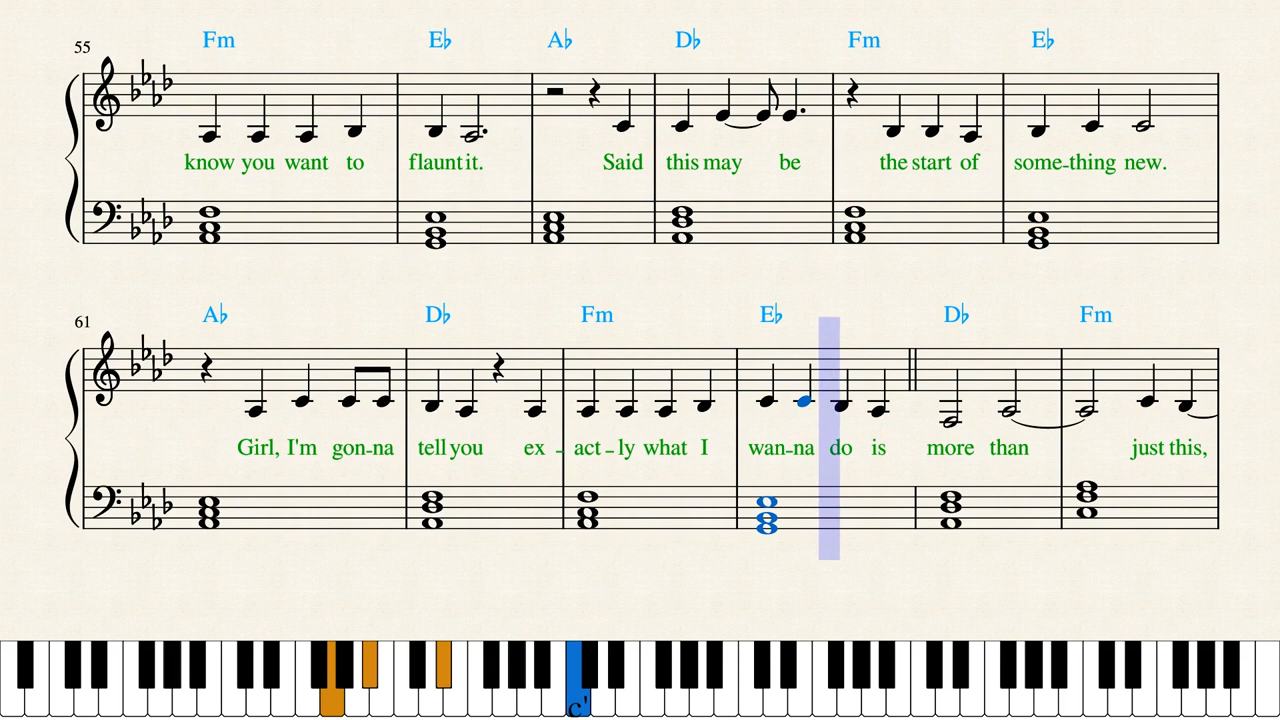 55
Fm E♭ A♭ D♭ Fm E♭
know you want to flaunt it. Said this may be the start of some-thing new.
61
A♭ D♭ Fm E♭ D♭ Fm
Girl, I'm gon-na tell you ex - act - ly what I wan-na do is more than just this,
c'